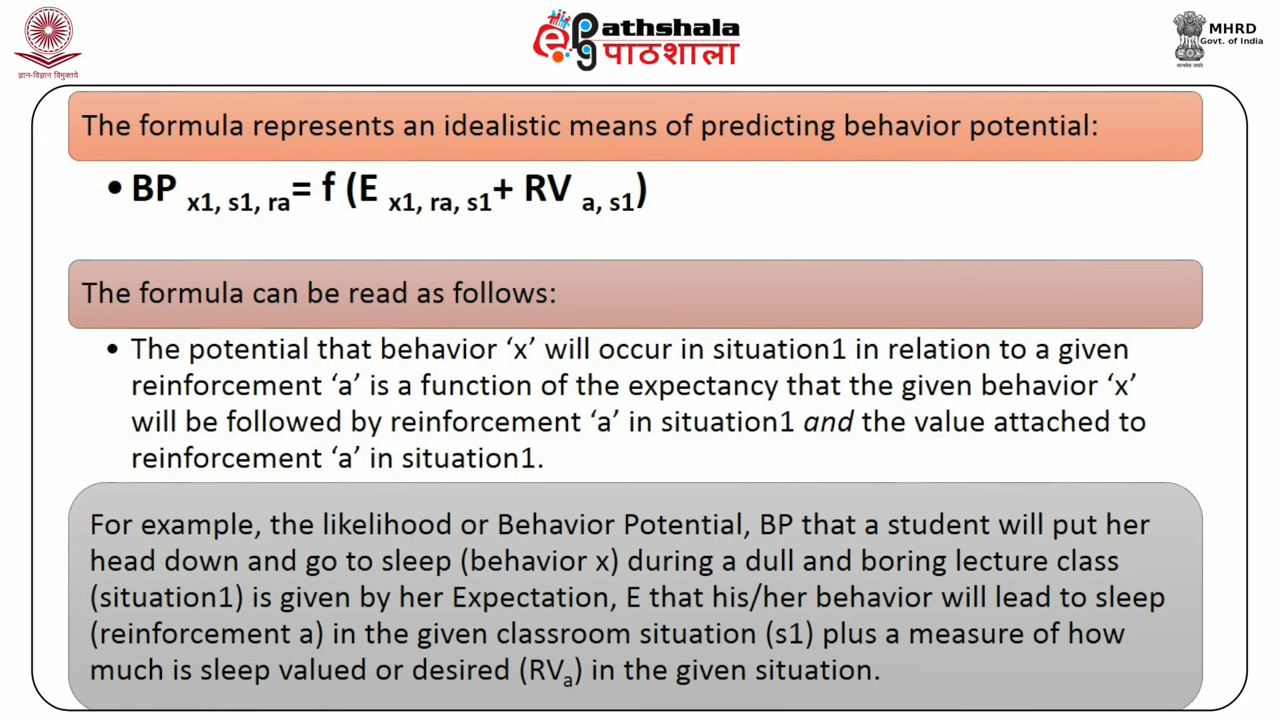 ज्ञान-विज्ञान विमुक्तये
ePG Pathshala
पाठशाला
MHRD
Govt. of India
सत्यमेव जयते
The formula represents an idealistic means of predicting behavior potential:
• BP x1, s1, ra= f (E x1, ra, s1+ RV a, s1)
The formula can be read as follows:
• The potential that behavior ‘x’ will occur in situation1 in relation to a given
reinforcement ‘a’ is a function of the expectancy that the given behavior ‘x’
will be followed by reinforcement ‘a’ in situation1 and the value attached to
reinforcement ‘a’ in situation1.
For example, the likelihood or Behavior Potential, BP that a student will put her
head down and go to sleep (behavior x) during a dull and boring lecture class
(situation1) is given by her Expectation, E that his/her behavior will lead to sleep
(reinforcement a) in the given classroom situation (s1) plus a measure of how
much is sleep valued or desired (RVa) in the given situation.